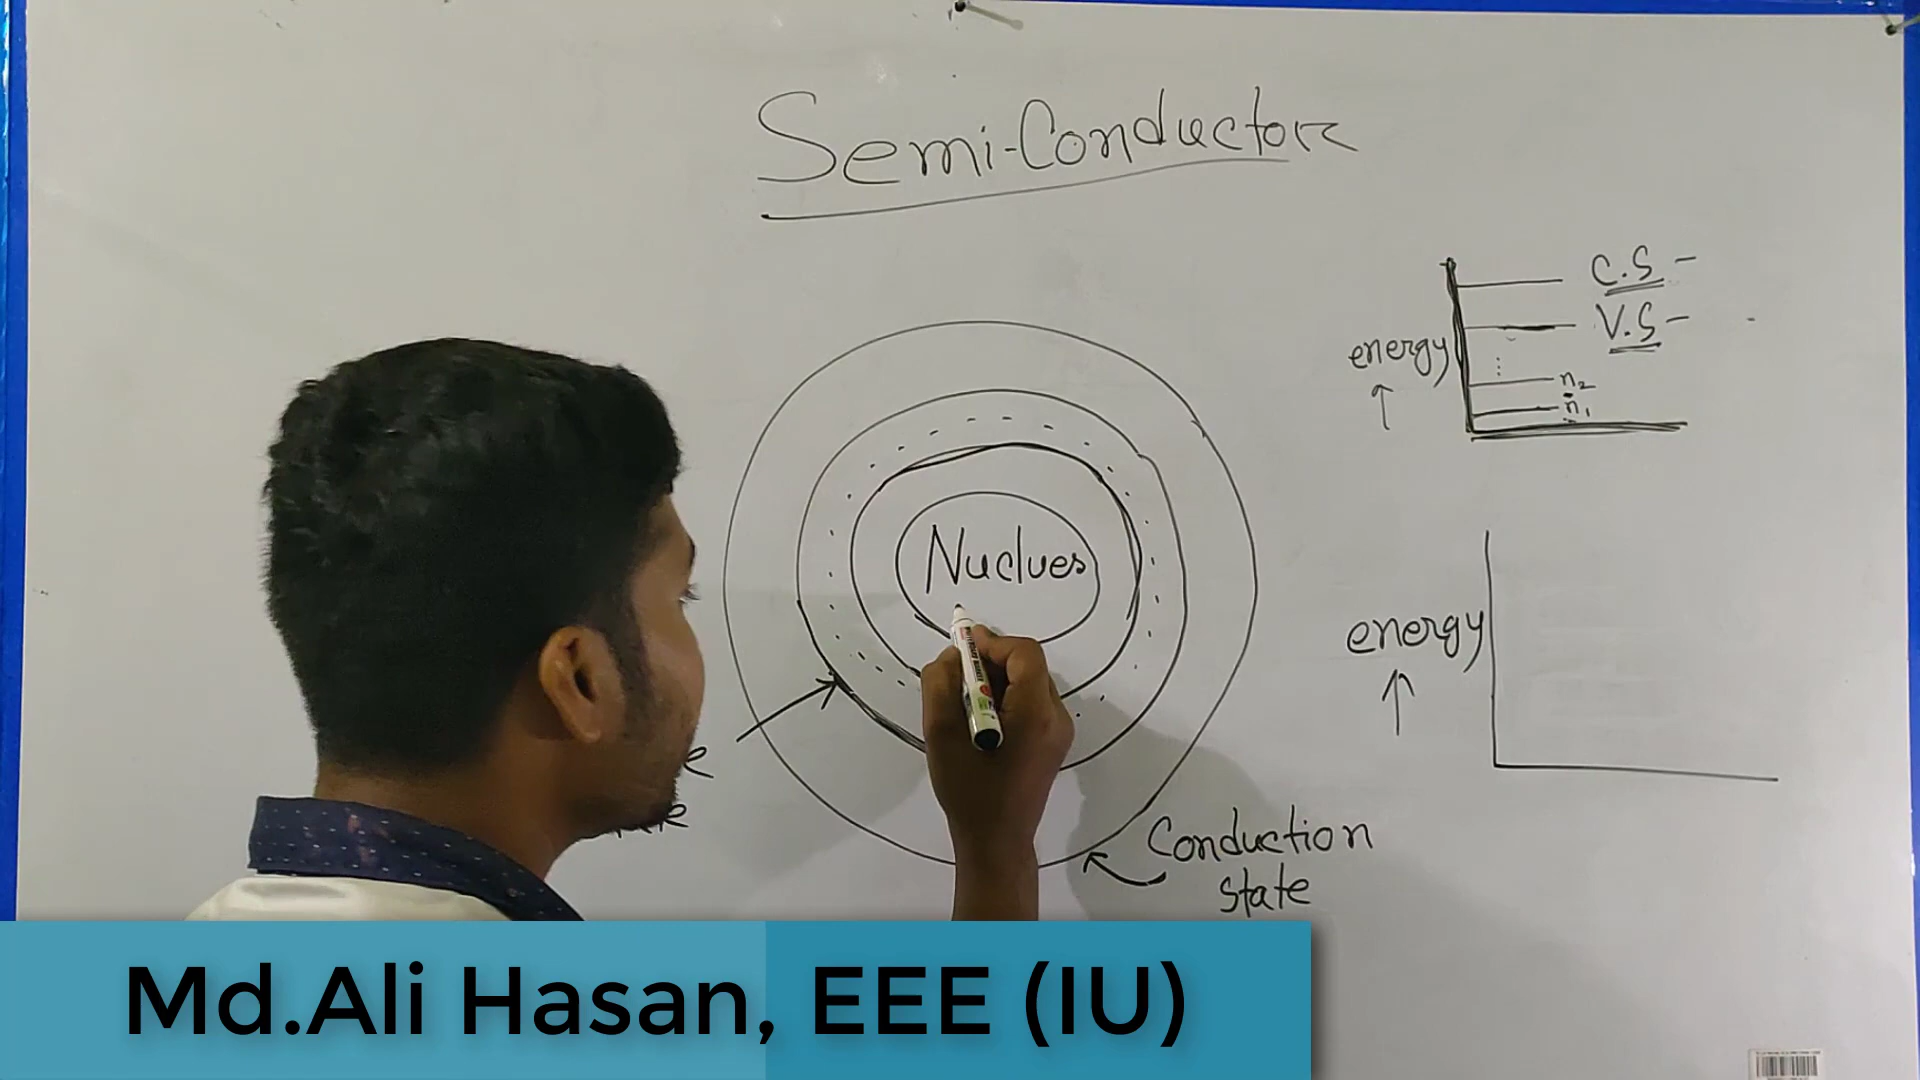 Semi-Conductor
C.S -
V.S -
energy
↑
n2
n1
Nuclues
energy
↑
Conduction
state
Md.Ali Hasan, EEE (IU)